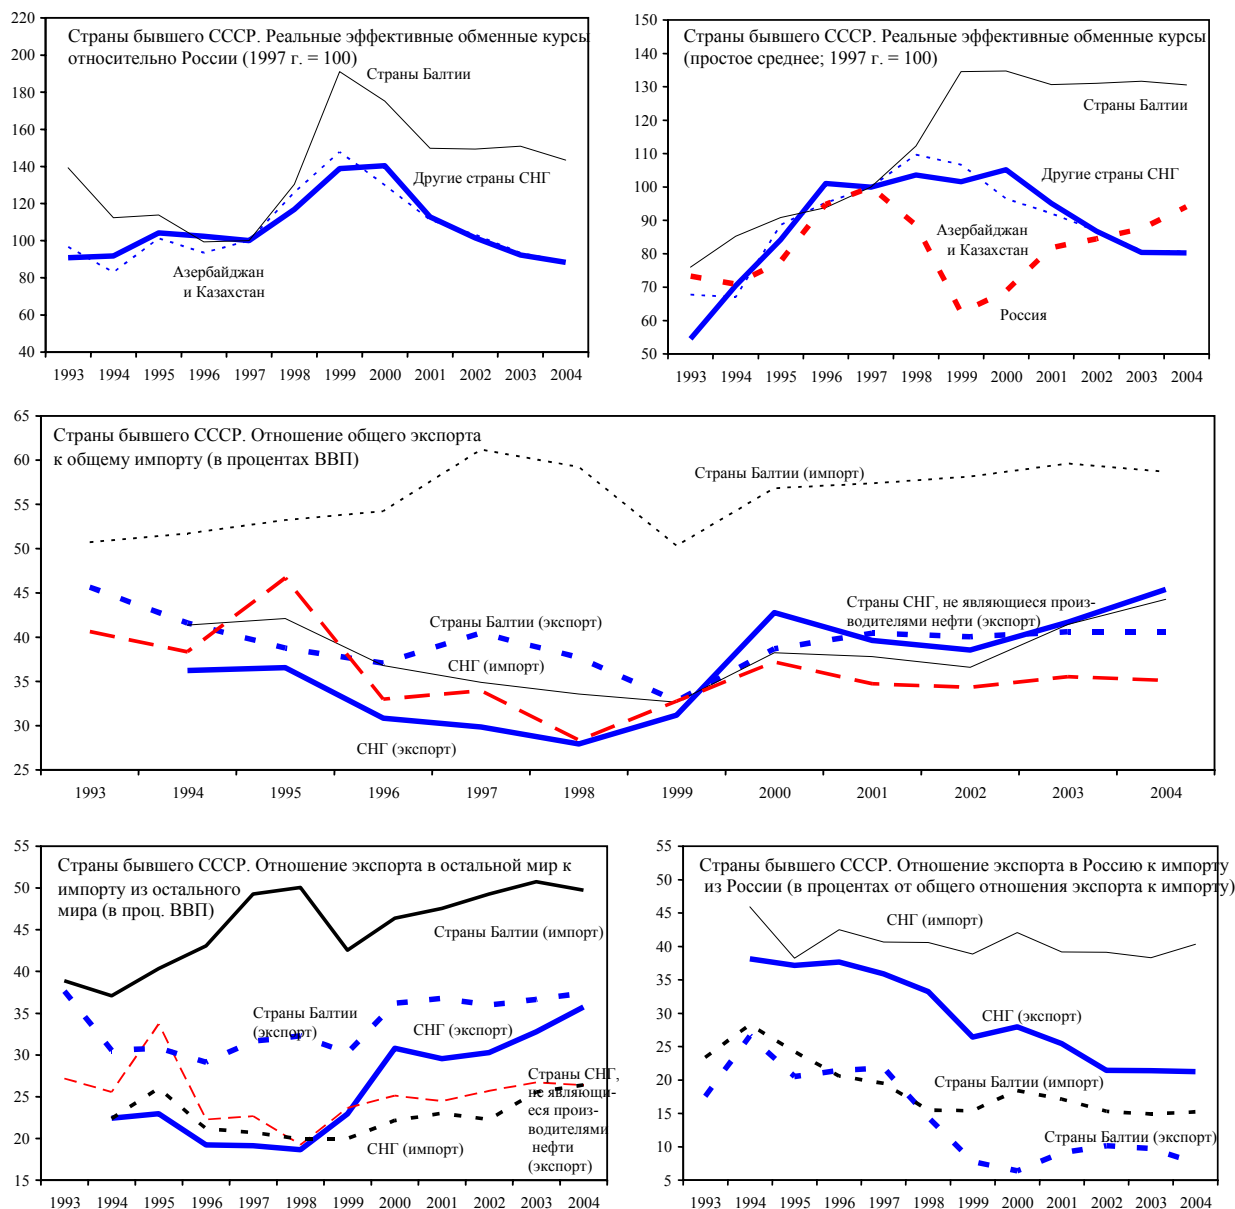 Страны бывшего СССР. Реальные эффективные обменные курсы
относительно России (1997 г. = 100)
220
200
180
160
140
120
100
80
60
40
Страны Балтии
Другие страны СНГ
Азербайджан
и Казахстан
1993 1994 1995 1996 1997 1998 1999 2000 2001 2002 2003 2004
Страны бывшего СССР. Реальные эффективные обменные курсы
(простое среднее; 1997 г. = 100)
150
140
130
120
110
100
90
80
70
60
50
Страны Балтии
Другие страны СНГ
Азербайджан
и Казахстан
Россия
1993 1994 1995 1996 1997 1998 1999 2000 2001 2002 2003 2004
Страны бывшего СССР. Отношение общего экспорта
к общему импорту (в процентах ВВП)
65
60
55
50
45
40
35
30
25
Страны Балтии (импорт)
Страны СНГ, не являющиеся произ-
водителями нефти (экспорт)
Страны Балтии (экспорт)
СНГ (импорт)
СНГ (экспорт)
1993 1994 1995 1996 1997 1998 1999 2000 2001 2002 2003 2004
Страны бывшего СССР. Отношение экспорта в остальной мир к
импорту из остального
мира (в проц. ВВП)
55
50
45
40
35
30
25
20
15
Страны Балтии (импорт)
Страны Балтии
(экспорт)
СНГ (экспорт)
Страны СНГ,
не являющи-
еся произ-
водителями
нефти
(экспорт)
СНГ (импорт)
1993 1994 1995 1996 1997 1998 1999 2000 2001 2002 2003 2004
Страны бывшего СССР. Отношение экспорта в Россию к импорту
из России (в процентах от общего отношения экспорта к импорту)
55
50
45
40
35
30
25
20
15
10
5
СНГ (импорт)
СНГ (экспорт)
Страны Балтии (импорт)
Страны Балтии (экспорт)
1993 1994 1995 1996 1997 1998 1999 2000 2001 2002 2003 2004